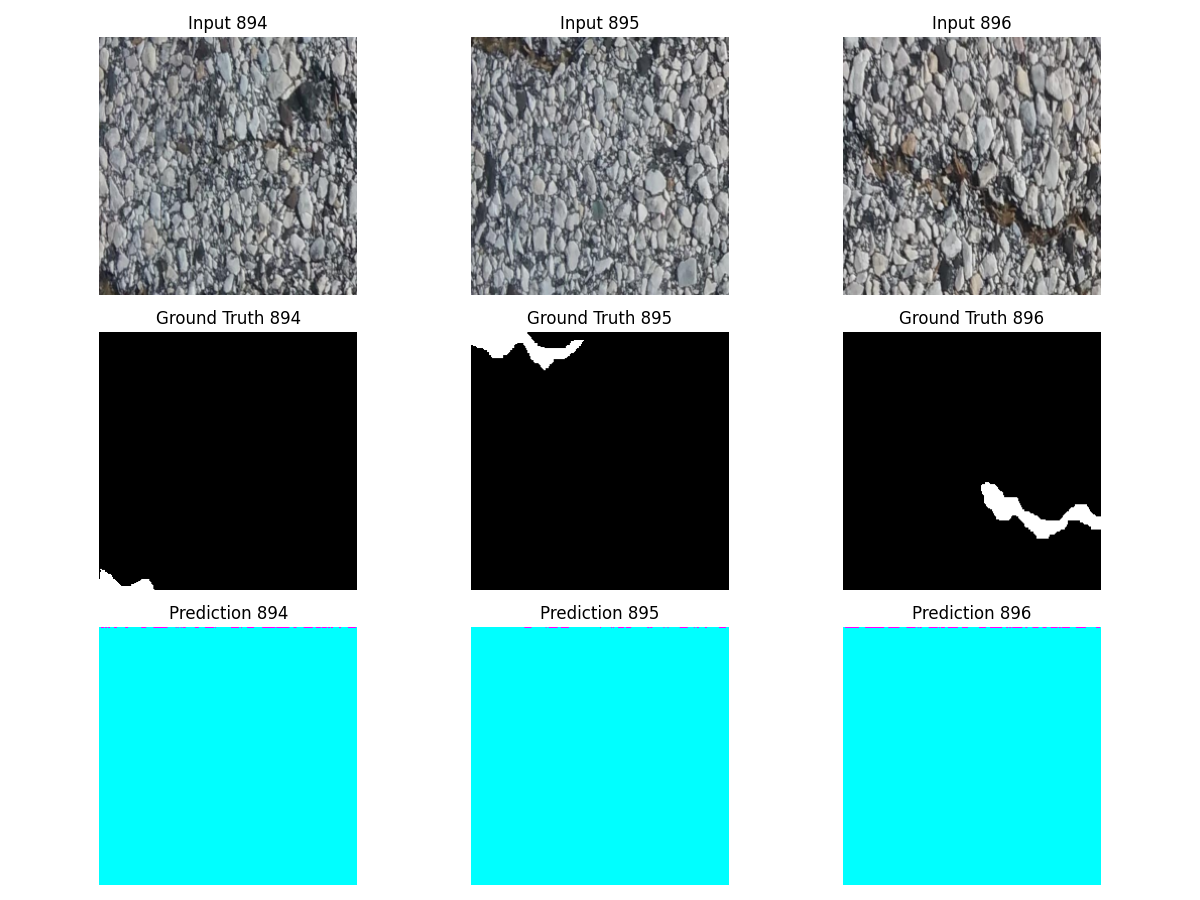 Input 894
Input 895
Input 896
Ground Truth 894
Ground Truth 895
Ground Truth 896
Prediction 894
Prediction 895
Prediction 896